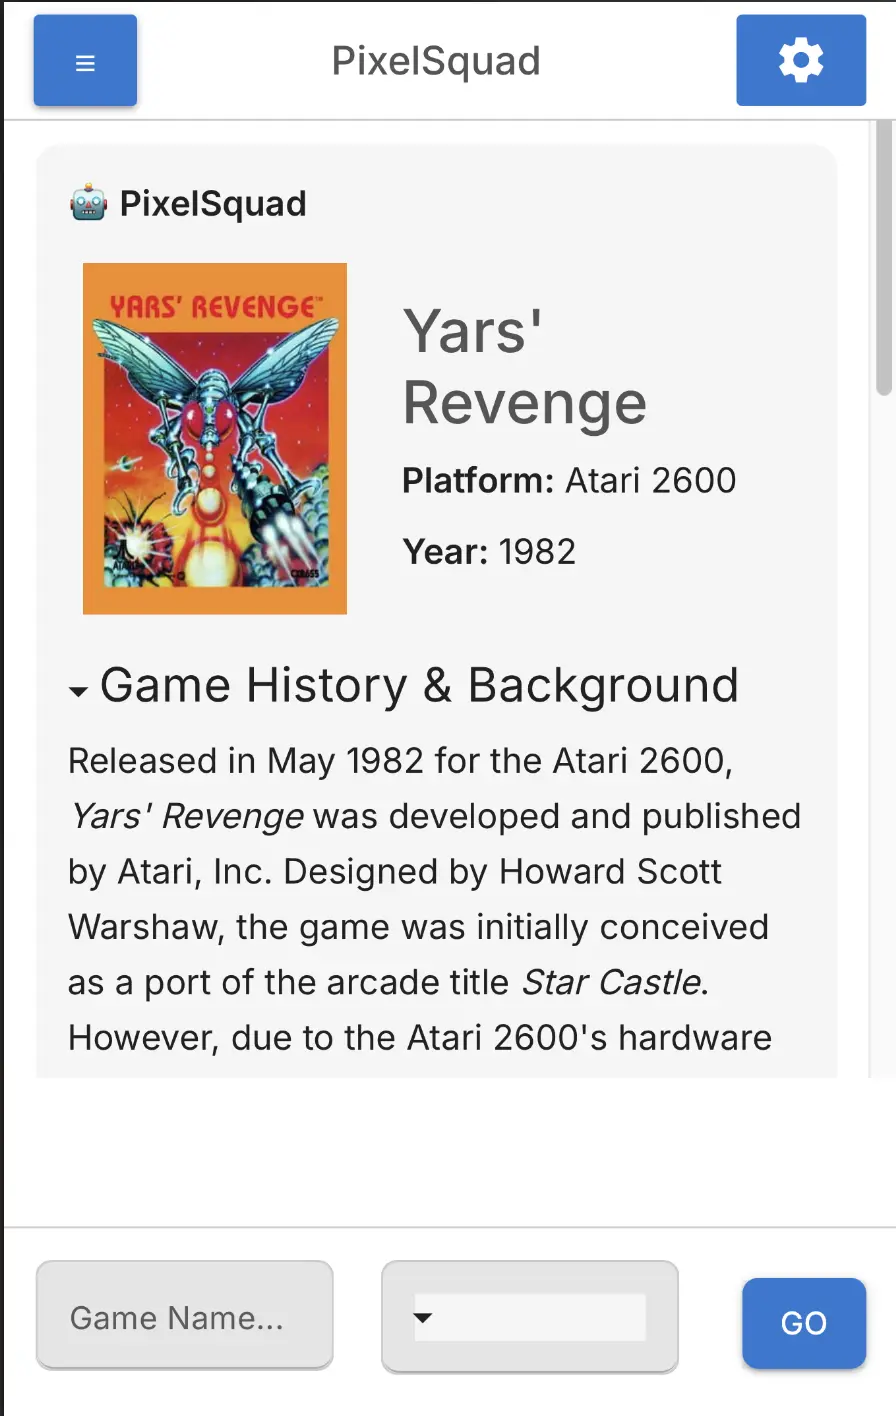 PixelSquad
PixelSquad
YARS' REVENGE™
Yars'
Revenge
Platform: Atari 2600
Year: 1982
ATARI
CX2655
Game History & Background
Released in May 1982 for the Atari 2600,
Yars' Revenge was developed and published
by Atari, Inc. Designed by Howard Scott
Warshaw, the game was initially conceived
as a port of the arcade title Star Castle.
However, due to the Atari 2600's hardware
Game Name...
GO